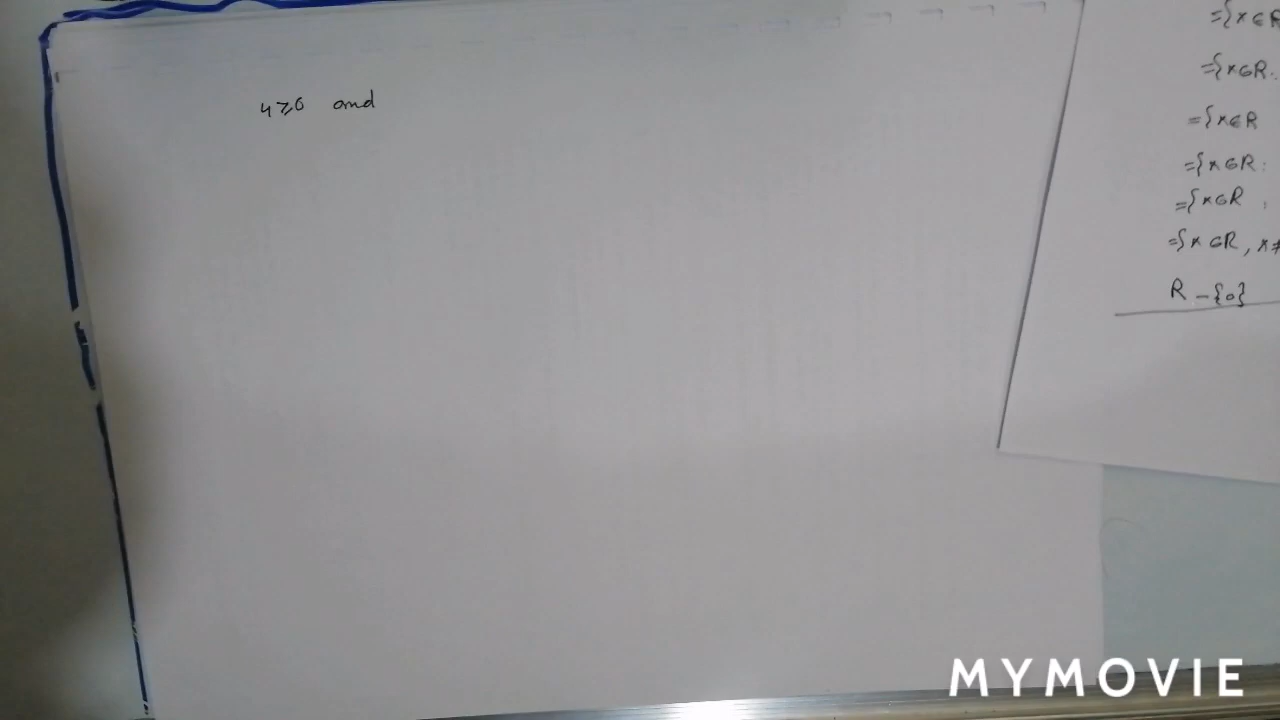 4≥0 and
={x∈R
={x∈R:
={x∈R
={x∈R:
={x∈R :
={x∈R, x≠
R-{0}
MYMOVIE